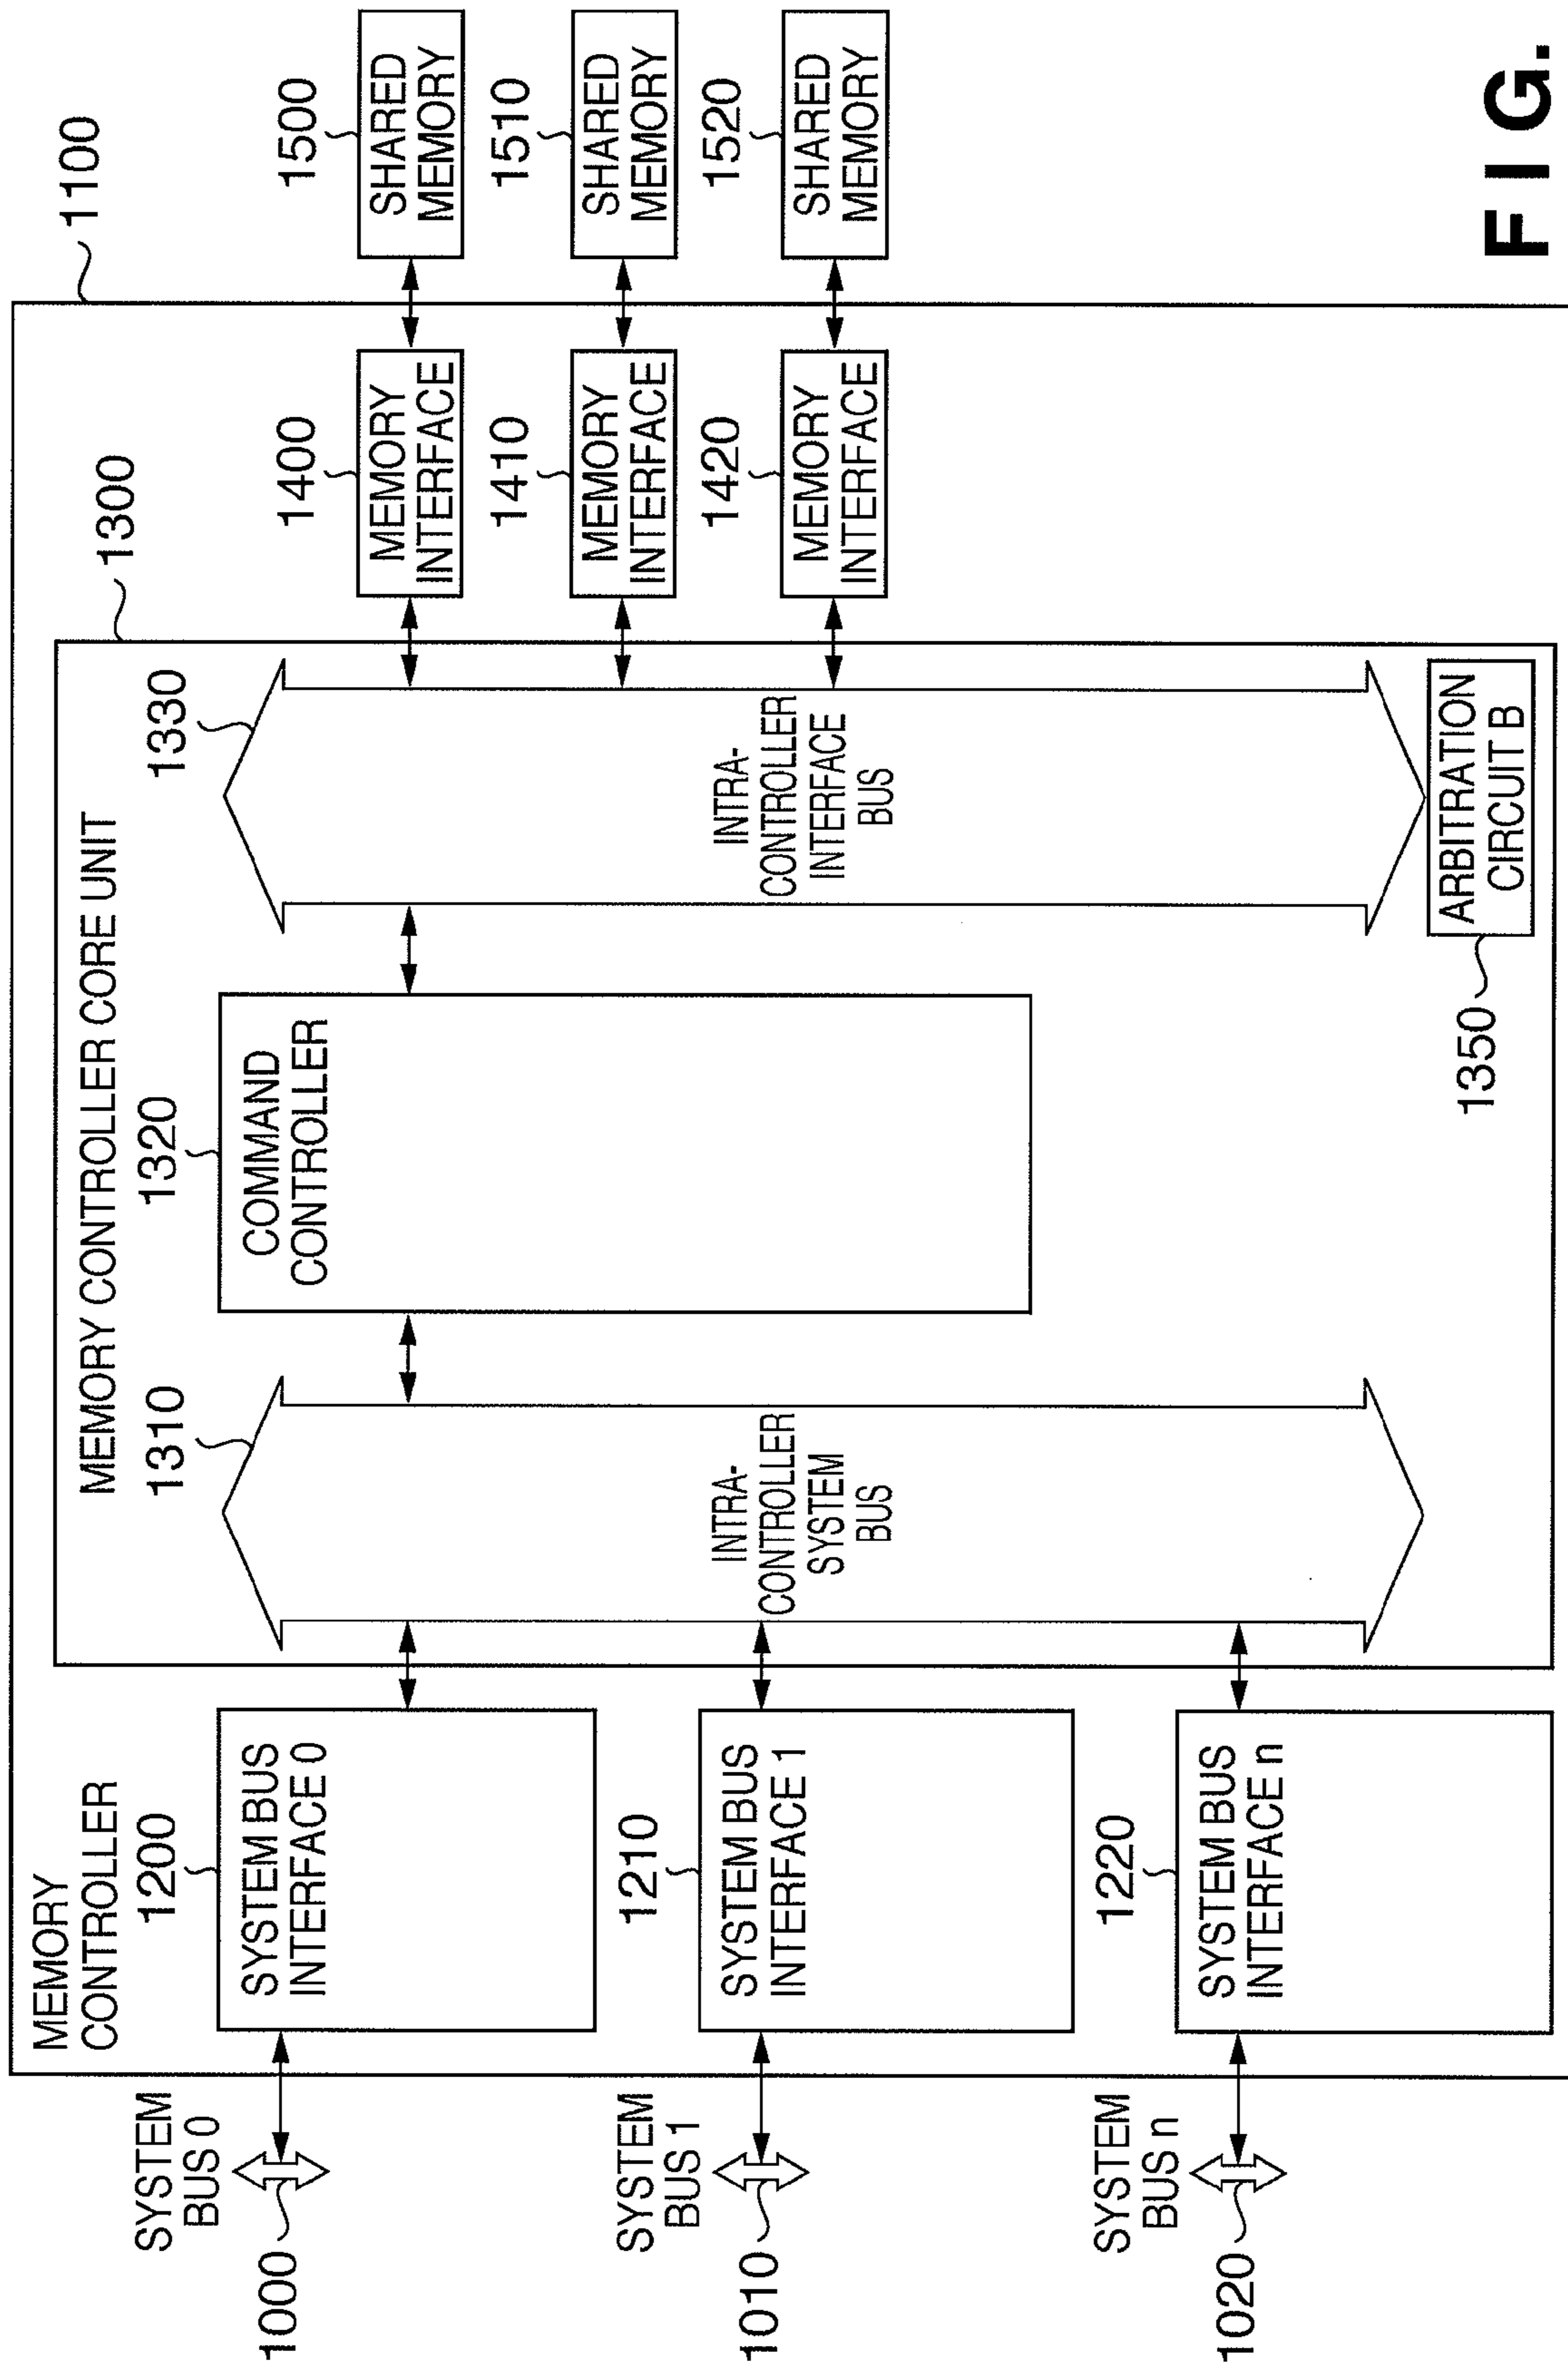 MEMORY
CONTROLLER
1100
MEMORY CONTROLLER CORE UNIT
1300
SYSTEM
BUS 0
1000
1200
SYSTEM BUS
INTERFACE 0
SYSTEM
BUS 1
1010
1210
SYSTEM BUS
INTERFACE 1
SYSTEM
BUS n
1020
1220
SYSTEM BUS
INTERFACE n
1310
INTRA-
CONTROLLER
SYSTEM
BUS
1320
COMMAND
CONTROLLER
1330
INTRA-
CONTROLLER
INTERFACE
BUS
1350
ARBITRATION
CIRCUIT B
1400
MEMORY
INTERFACE
1410
MEMORY
INTERFACE
1420
MEMORY
INTERFACE
1500
SHARED
MEMORY
1510
SHARED
MEMORY
1520
SHARED
MEMORY
FIG.